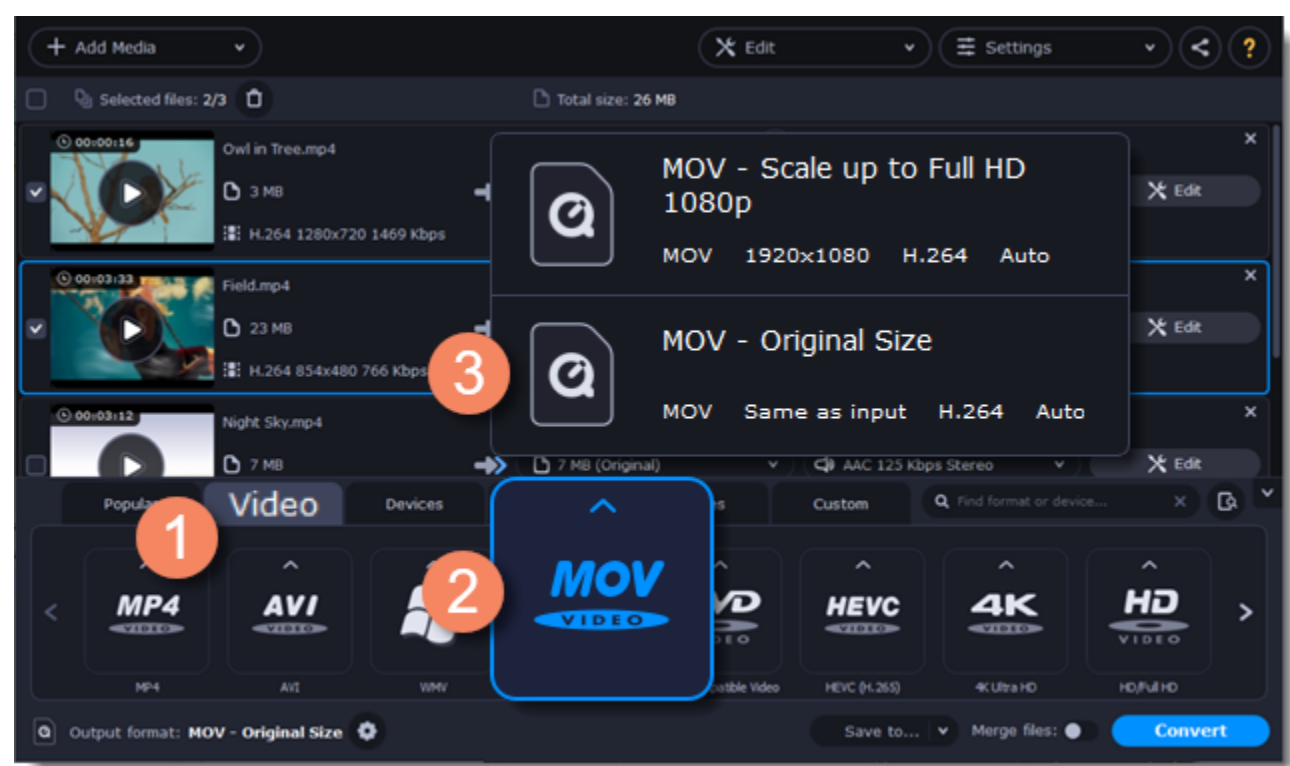 + Add Media
Edit
Settings
?
Selected files: 2/3
Total size: 26 MB
00:00:16
Owl in Tree.mp4
3 MB
H.264 1280x720 1469 Kbps
Edit
MOV - Scale up to Full HD
1080p
MOV 1920x1080 H.264 Auto
00:03:33
Field.mp4
23 MB
H.264 854x480 766 Kbps
Edit
3
MOV - Original Size
MOV Same as input H.264 Auto
00:03:12
Night Sky.mp4
7 MB
7 MB (Original)
AAC 125 Kbps Stereo
Edit
1
Video
Devices
Custom
Find format or device...
2
MP4
VIDEO
MP4
AVI
VIDEO
AVI
WMV
MOV
VIDEO
Video
HEVC
VIDEO
HEVC (H.265)
4K
VIDEO
4K Ultra HD
HD
VIDEO
HD/Full HD
Output format: MOV - Original Size
Save to...
Merge files:
Convert